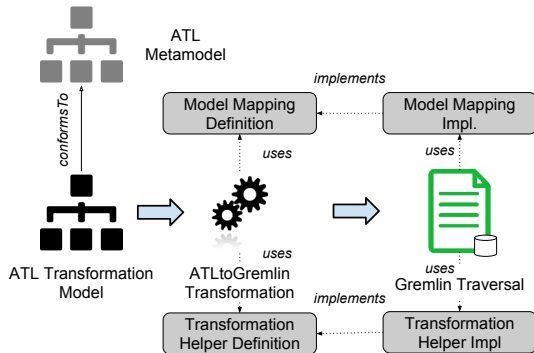 ATL
Metamodel
implements
Model Mapping
Definition
Model Mapping
Impl.
conformsTo
uses
uses
ATL Transformation
Model
uses
ATLtoGremlin
Transformation
uses
Gremlin Traversal
implements
Transformation
Helper Definition
Transformation
Helper Impl